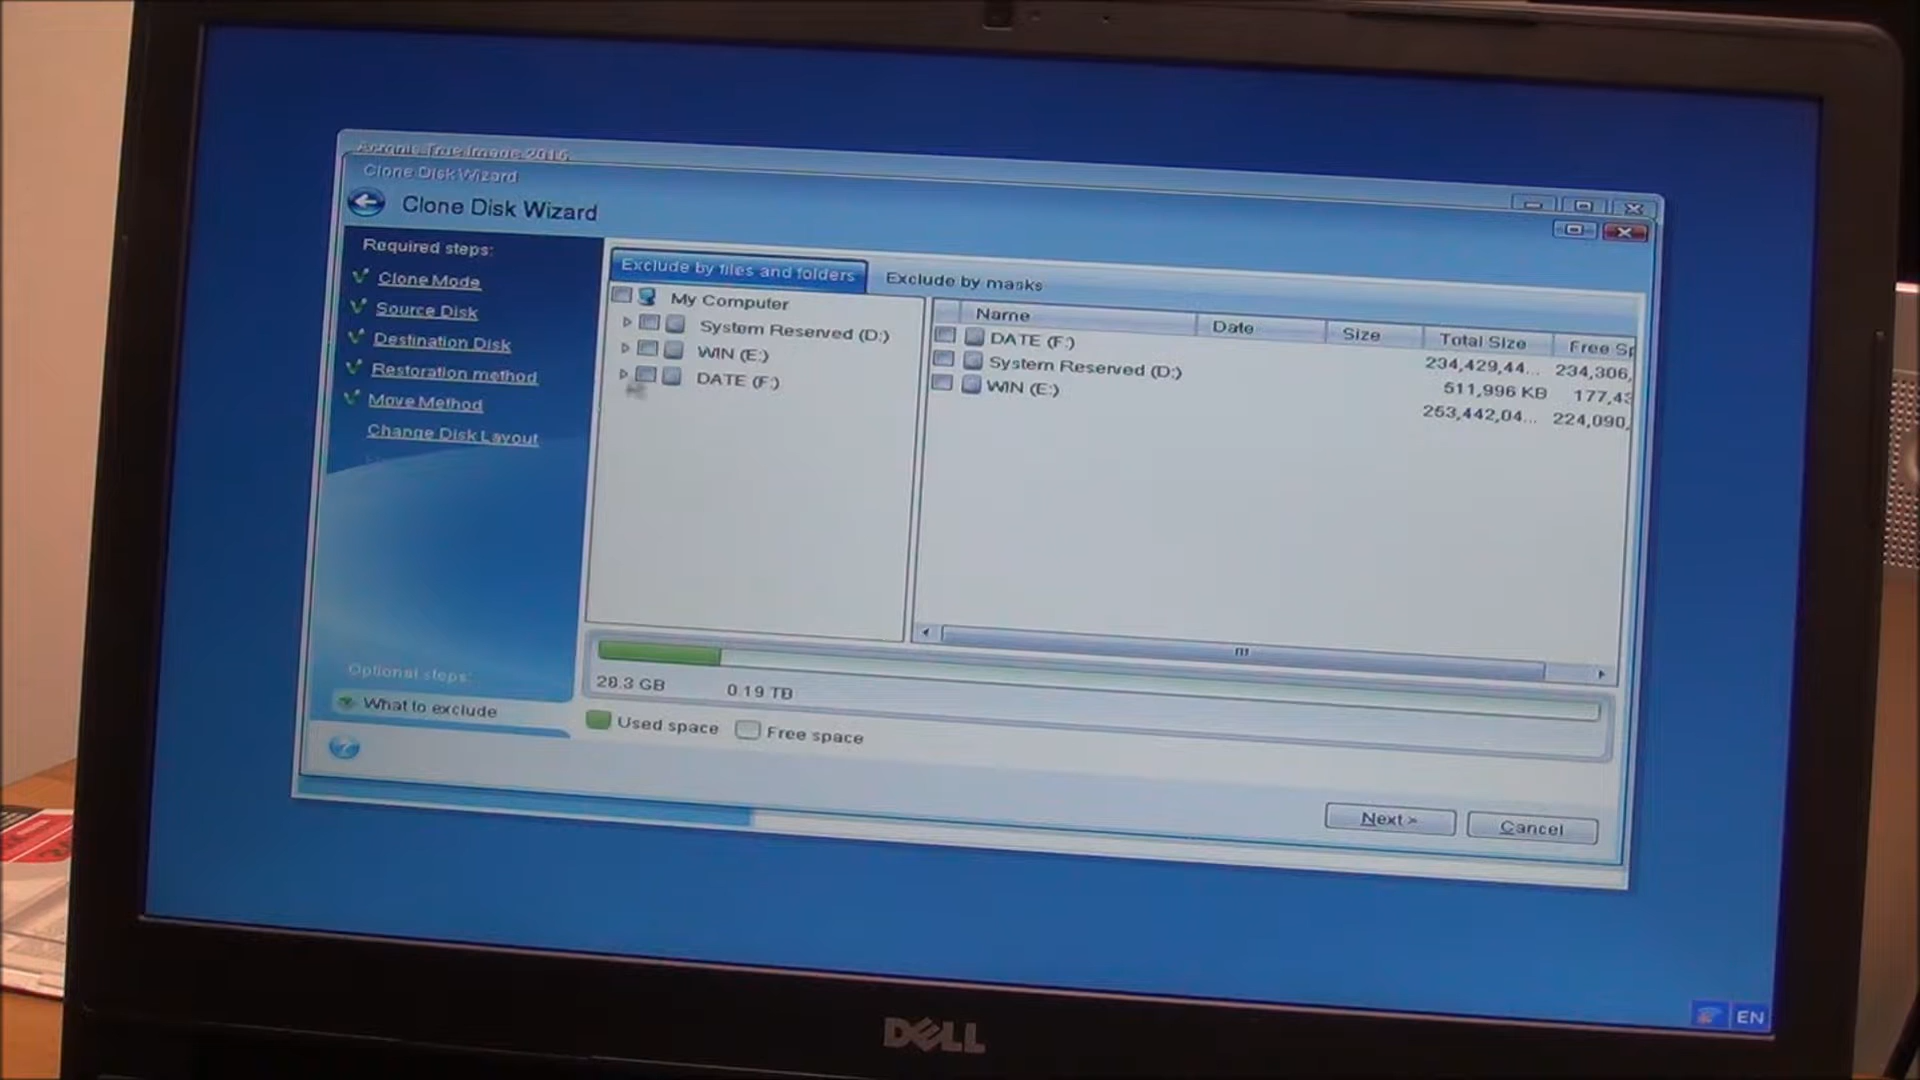 Acronis True Image 2016
Clone Disk Wizard
Clone Disk Wizard
Required steps:
Clone Mode
Source Disk
Destination Disk
Restoration method
Move Method
Change Disk Layout
Optional steps:
What to exclude
Exclude by files and folders
Exclude by masks
My Computer
System Reserved (D:)
WIN (E:)
DATE (F:)
Name Date Size Total Size Free Sp
DATE (F:) 234,429,44... 234,306,
System Reserved (D:) 511,996 KB 177,43
WIN (E:) 253,442,04... 224,090,
28.3 GB 0.19 TB
Used space Free space
Next >
Cancel
EN
DELL